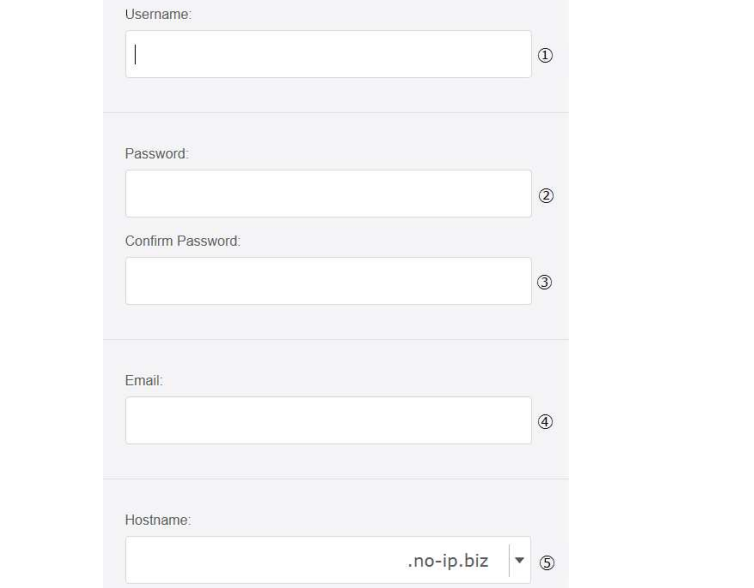 Username:
①
Password:
②
Confirm Password:
③
Email:
④
Hostname:
.no-ip.biz ⑤